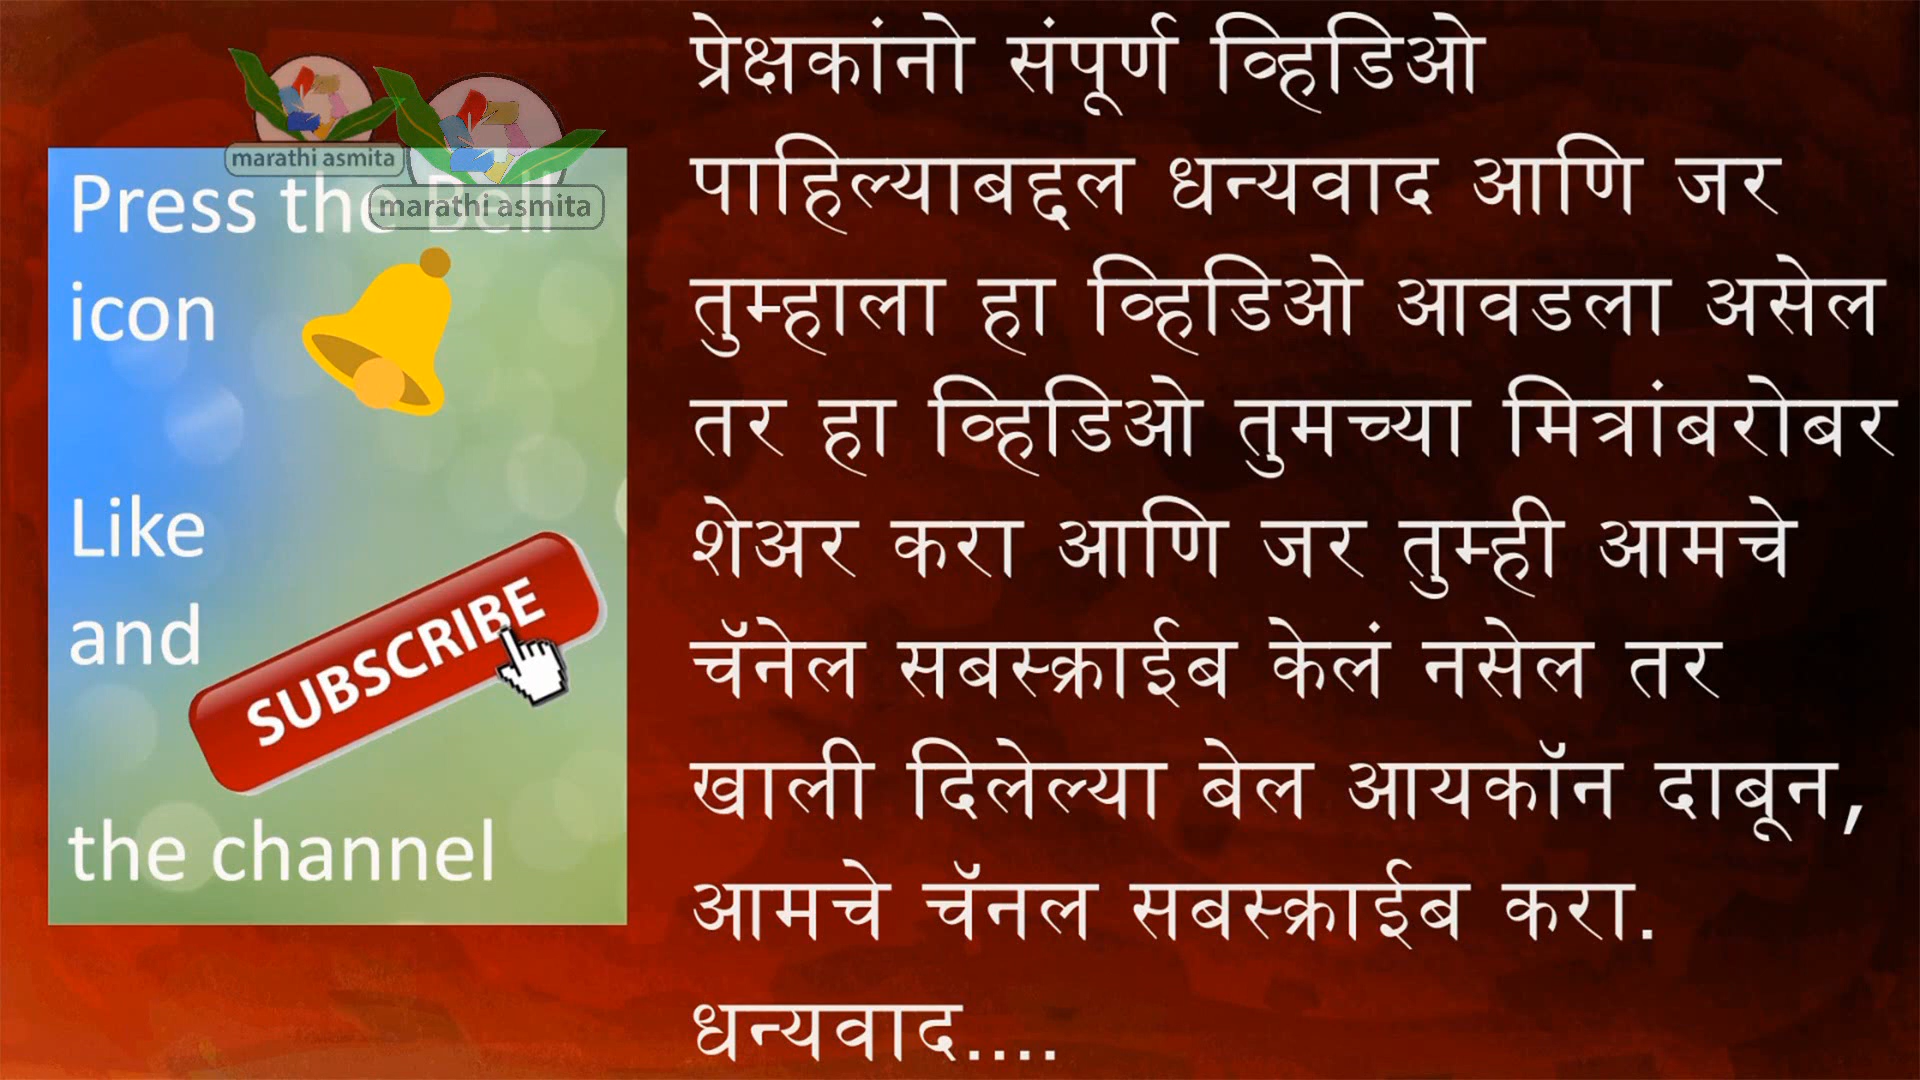 marathi asmita
marathi asmita
Press the Bell
icon
Like
and
SUBSCRIBE
the channel
प्रेक्षकांनो संपूर्ण व्हिडिओ
पाहिल्याबद्दल धन्यवाद आणि जर
तुम्हाला हा व्हिडिओ आवडला असेल
तर हा व्हिडिओ तुमच्या मित्रांबरोबर
शेअर करा आणि जर तुम्ही आमचे
चॅनेल सबस्क्राईब केलं नसेल तर
खाली दिलेल्या बेल आयकॉन दाबून,
आमचे चॅनल सबस्क्राईब करा.
धन्यवाद....